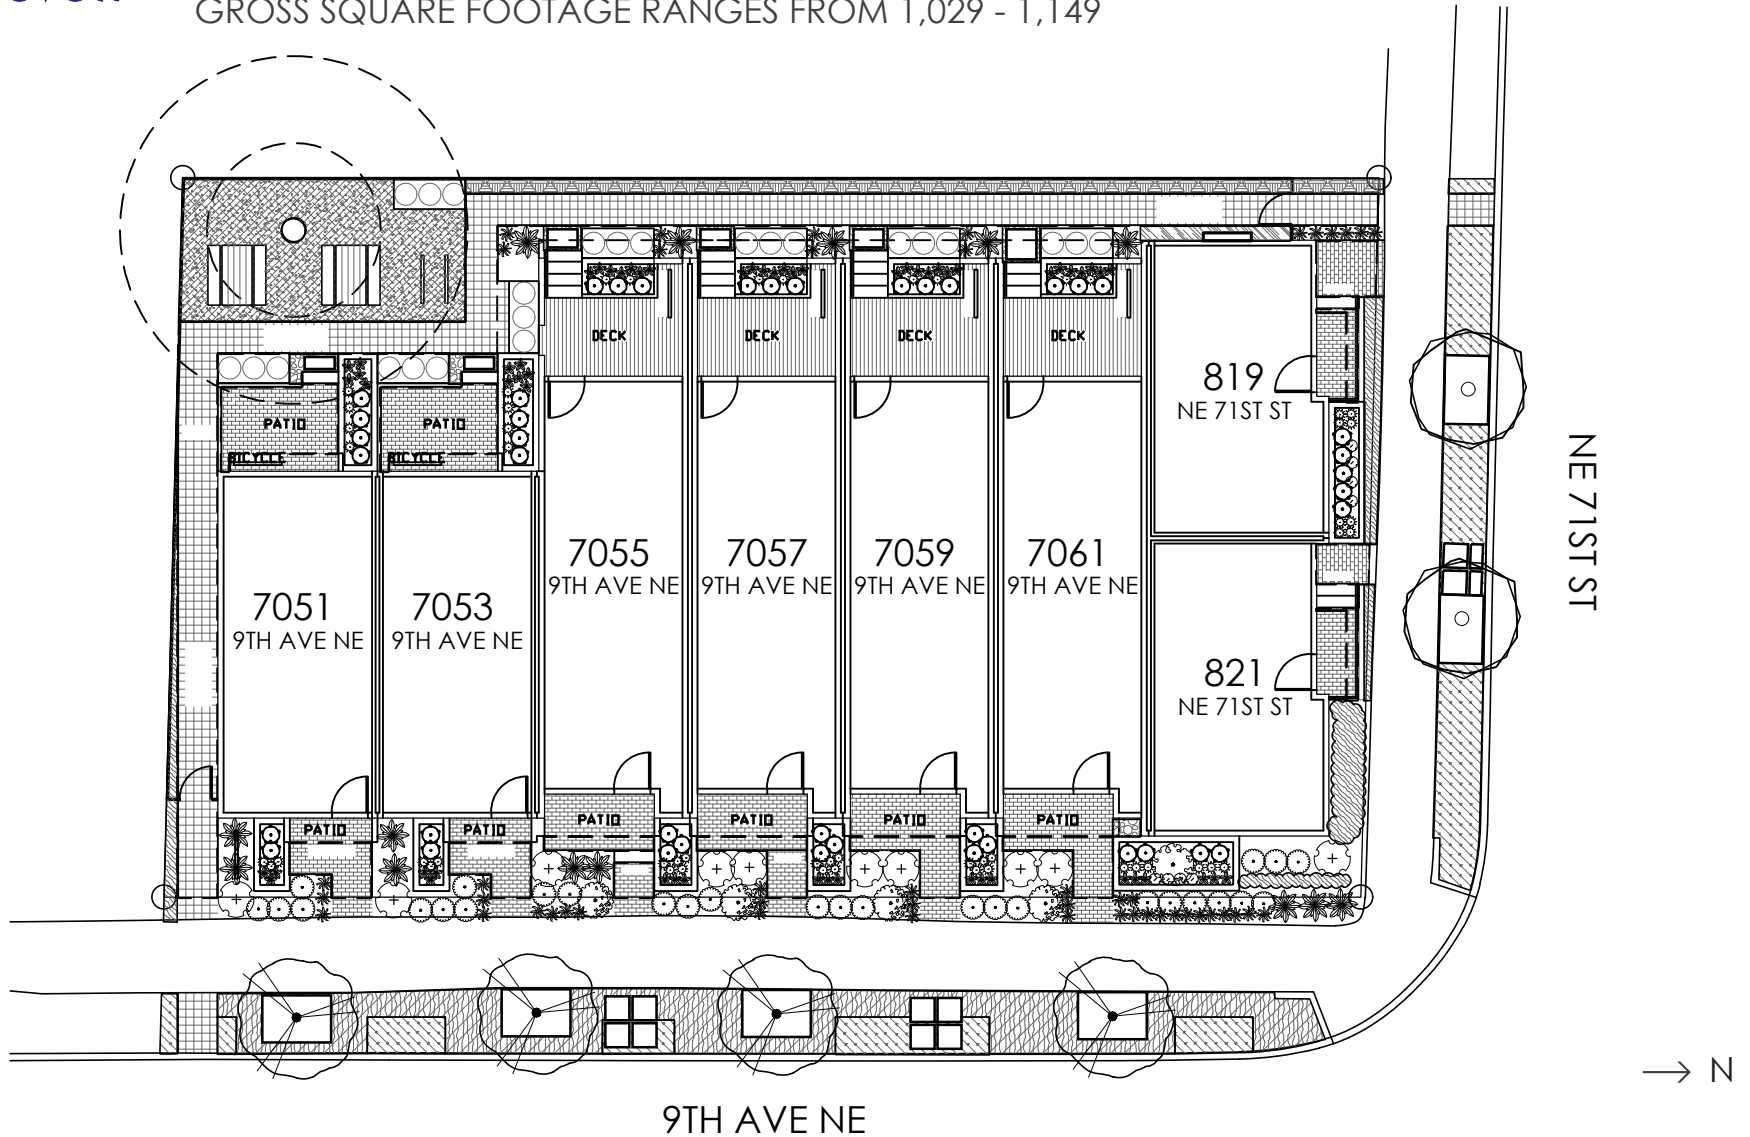 GROSS SQUARE FOOTAGE RANGES FROM 1,029 - 1,149
DECK
DECK
DECK
DECK
819
NE 71ST ST
PATIO
PATIO
BICYCLE
BICYCLE
NE 71ST ST
7055
9TH AVE NE
7057
9TH AVE NE
7059
9TH AVE NE
7061
9TH AVE NE
7051
9TH AVE NE
7053
9TH AVE NE
821
NE 71ST ST
PATIO
PATIO
PATIO
PATIO
PATIO
PATIO
N
9TH AVE NE